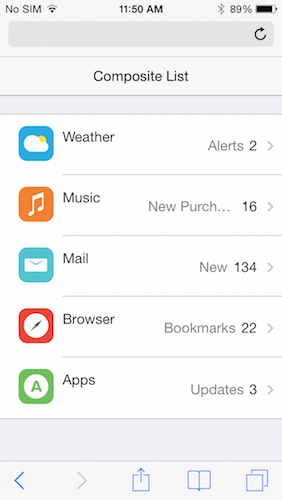 No SIM 11:50 AM 89%
Composite List
Weather
Alerts 2
Music
New Purch... 16
Mail
New 134
Browser
Bookmarks 22
A Apps
Updates 3